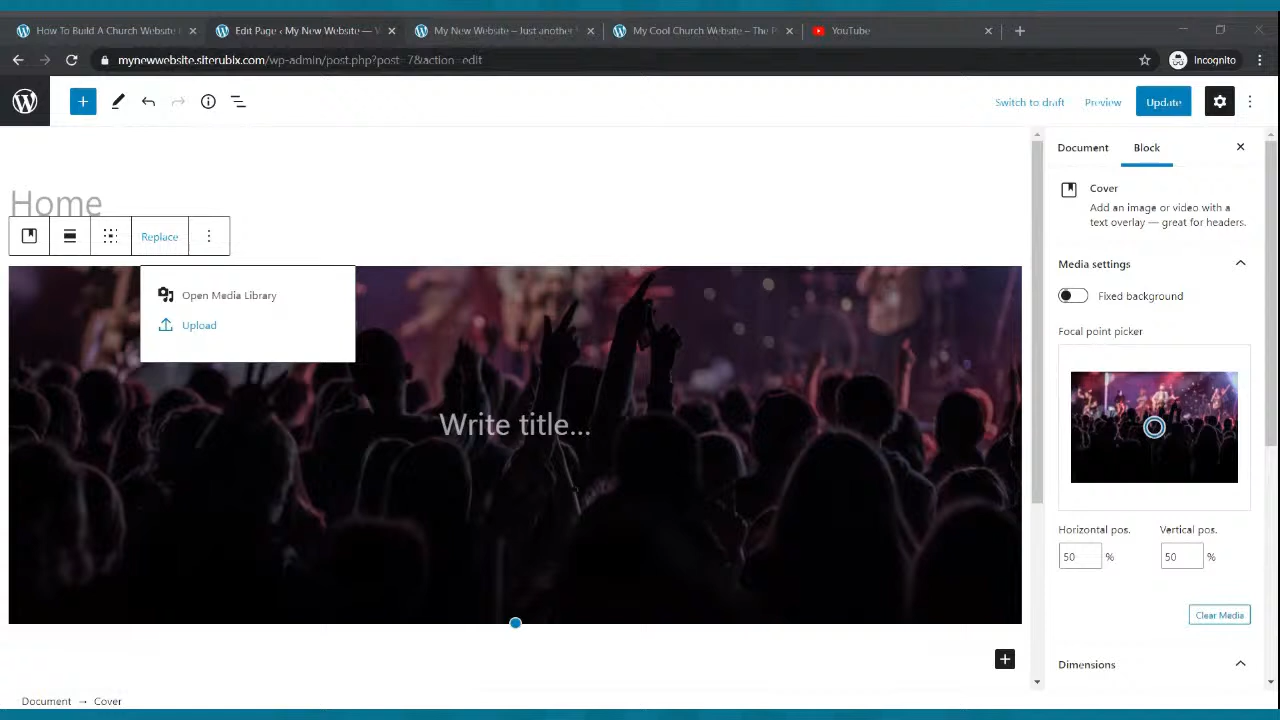 How To Build A Church Website
Edit Page ‹ My New Website — W
My New Website – Just another
My Cool Church Website – The P
YouTube
mynewwebsite.siterubix.com/wp-admin/post.php?post=7&action=edit
Incognito
Switch to draft
Preview
Update
Document
Block
Home
Replace
Open Media Library
Upload
Write title...
Cover
Add an image or video with a
text overlay — great for headers.
Media settings
Fixed background
Focal point picker
Horizontal pos.
Vertical pos.
50 %
50 %
Clear Media
Dimensions
Document → Cover